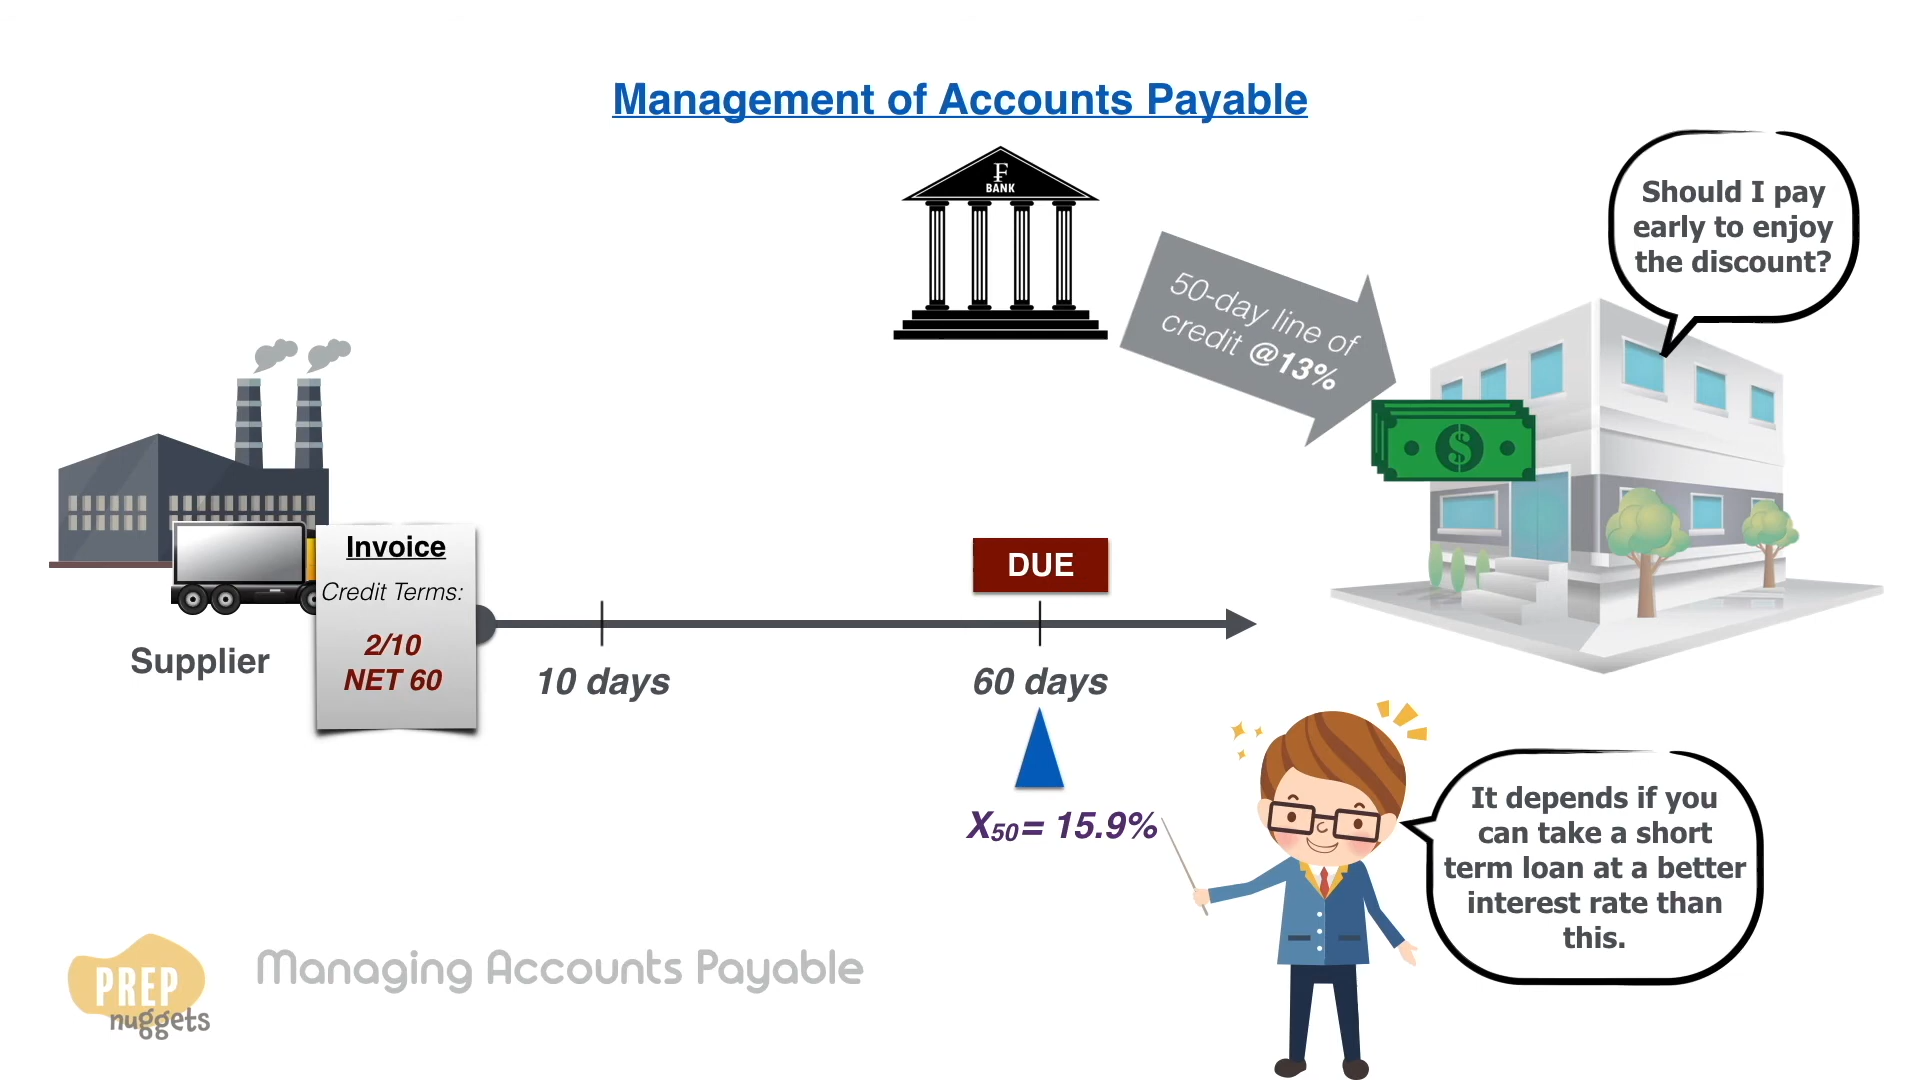 Management of Accounts Payable
₣
BANK
Should I pay
early to enjoy
the discount?
50-day line of
credit @13%
$
Invoice
Credit Terms:
2/10
NET 60
DUE
Supplier
10 days
60 days
X50= 15.9%
It depends if you
can take a short
term loan at a better
interest rate than
this.
PREP
nuggets
Managing Accounts Payable